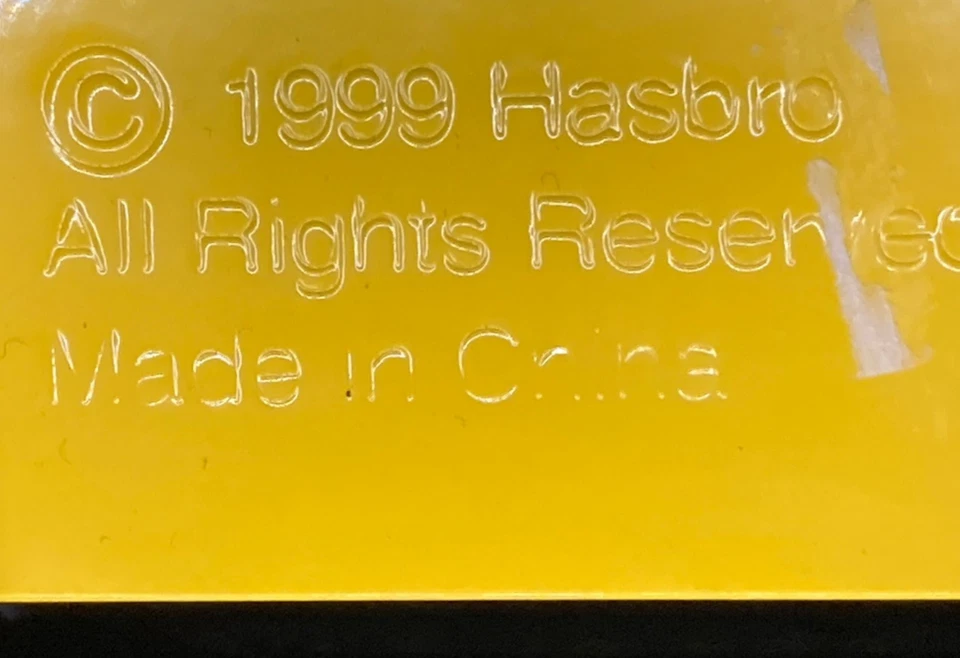 © 1999 Hasbro
All Rights Reserved
Made in China